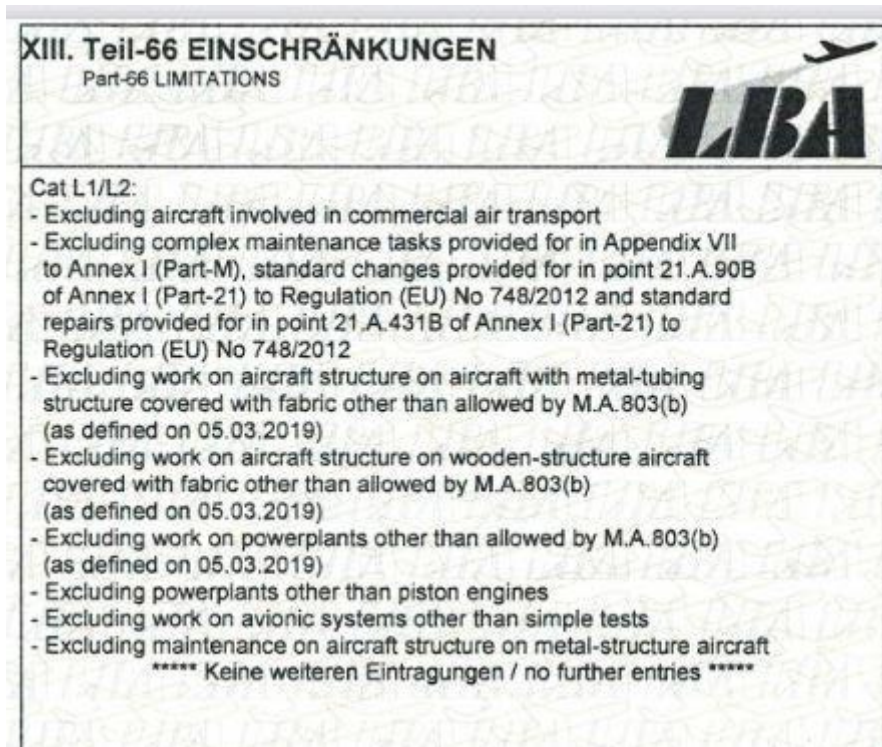 XIII. Teil-66 EINSCHRÄNKUNGEN
Part-66 LIMITATIONS
LBA
Cat L1/L2:
- Excluding aircraft involved in commercial air transport
- Excluding complex maintenance tasks provided for in Appendix VII
to Annex I (Part-M), standard changes provided for in point 21.A.90B
of Annex I (Part-21) to Regulation (EU) No 748/2012 and standard
repairs provided for in point 21.A.431B of Annex I (Part-21) to
Regulation (EU) No 748/2012
- Excluding work on aircraft structure on aircraft with metal-tubing
structure covered with fabric other than allowed by M.A.803(b)
(as defined on 05.03.2019)
- Excluding work on aircraft structure on wooden-structure aircraft
covered with fabric other than allowed by M.A.803(b)
(as defined on 05.03.2019)
- Excluding work on powerplants other than allowed by M.A.803(b)
(as defined on 05.03.2019)
- Excluding powerplants other than piston engines
- Excluding work on avionic systems other than simple tests
- Excluding maintenance on aircraft structure on metal-structure aircraft
***** Keine weiteren Eintragungen / no further entries *****